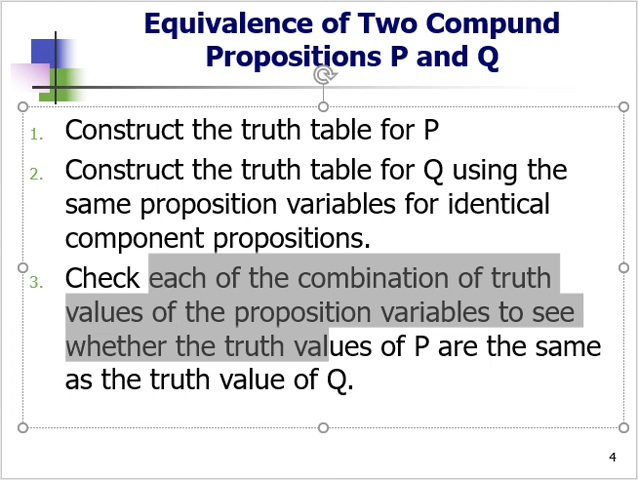 Equivalence of Two Compund
Propositions P and Q
1. Construct the truth table for P
2. Construct the truth table for Q using the
same proposition variables for identical
component propositions.
3. Check each of the combination of truth
values of the proposition variables to see
whether the truth values of P are the same
as the truth value of Q.
4